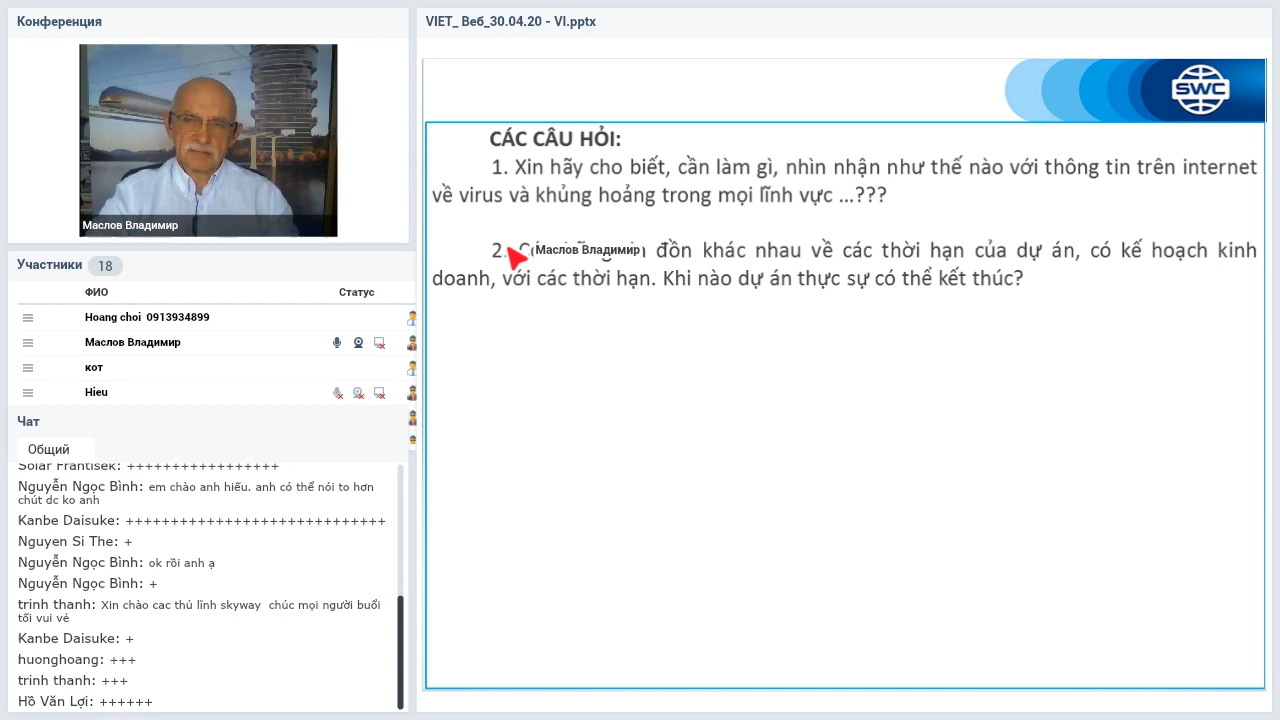 Конференция
Маслов Владимир
Участники 18
ФИО Статус
Hoang choi 0913934899
Маслов Владимир
кот
Hieu
Чат
Общий
Solar Frantisek: +++++++++++++++++
Nguyễn Ngọc Bình: em chào anh hiếu. anh có thể nói to hơn
chút dc ko anh
Kanbe Daisuke: +++++++++++++++++++++++++++++
Nguyen Si The: +
Nguyễn Ngọc Bình: ok rồi anh ạ
Nguyễn Ngọc Bình: +
trinh thanh: Xin chào cac thủ lĩnh skyway chúc mọi người buổi
tối vui vẻ
Kanbe Daisuke: +
huonghoang: +++
trinh thanh: +++
Hồ Văn Lợi: ++++++
VIET_ Веб_30.04.20 - VI.pptx
SWC
CÁC CÂU HỎI:
1. Xin hãy cho biết, cần làm gì, nhìn nhận như thế nào với thông tin trên internet
về virus và khủng hoảng trong mọi lĩnh vực ...???
2. Маслов Владимир đồn khác nhau về các thời hạn của dự án, có kế hoạch kinh
doanh, với các thời hạn. Khi nào dự án thực sự có thể kết thúc?